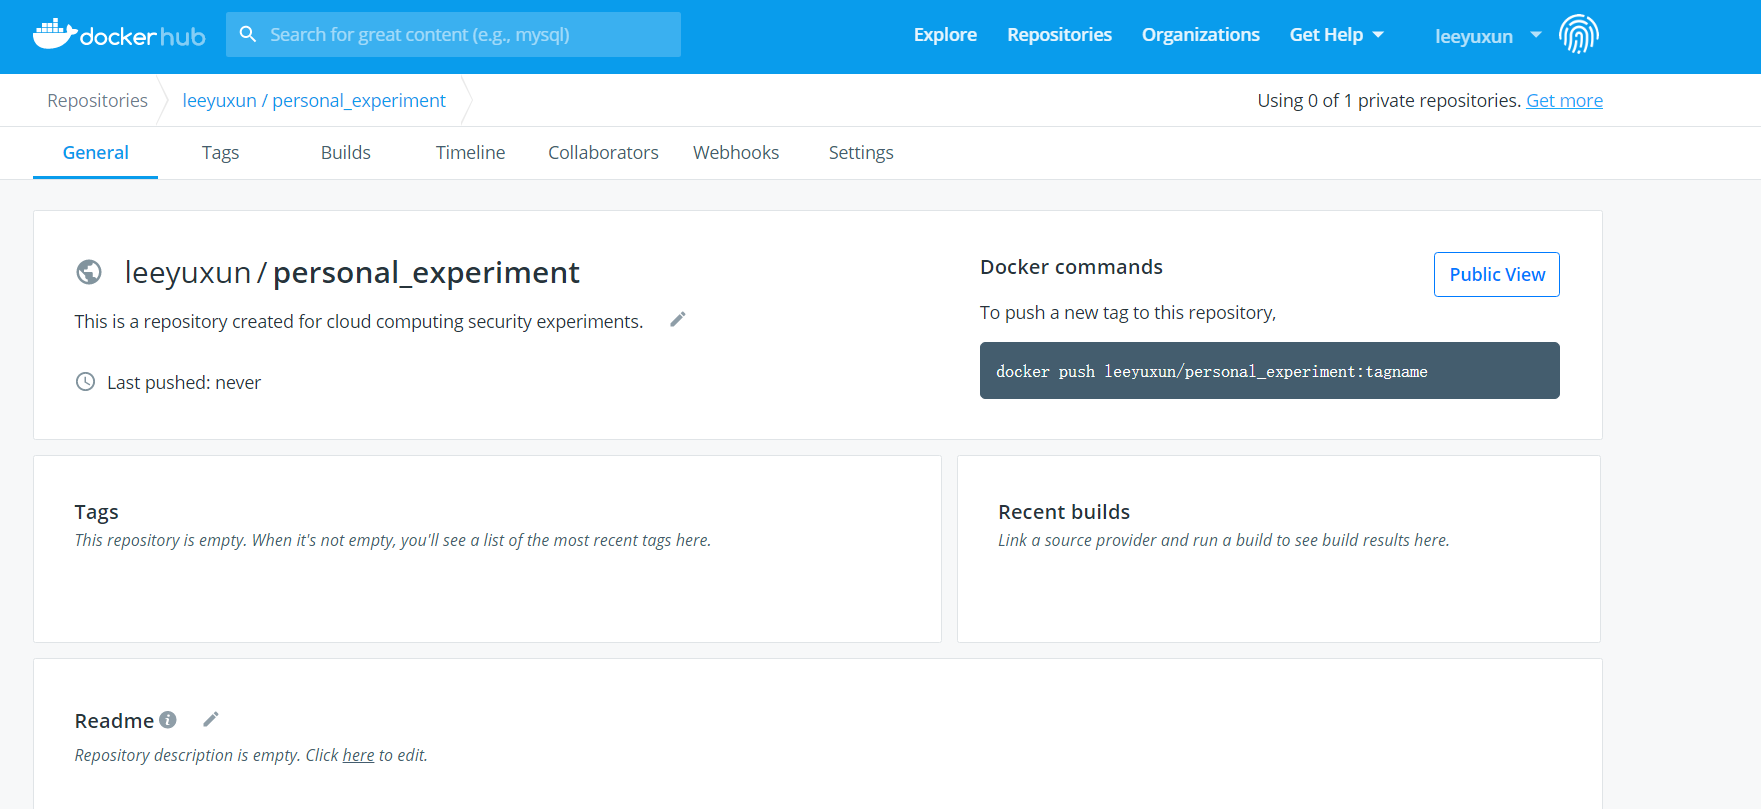 docker hub Search for great content (e.g., mysql) Explore Repositories Organizations Get Help leeyuxun
Repositories leeyuxun / personal_experiment Using 0 of 1 private repositories. Get more
General Tags Builds Timeline Collaborators Webhooks Settings
leeyuxun / personal_experiment
This is a repository created for cloud computing security experiments.
Last pushed: never
Docker commands
Public View
To push a new tag to this repository,
docker push leeyuxun/personal_experiment:tagname
Tags
This repository is empty. When it's not empty, you'll see a list of the most recent tags here.
Recent builds
Link a source provider and run a build to see build results here.
Readme
Repository description is empty. Click here to edit.